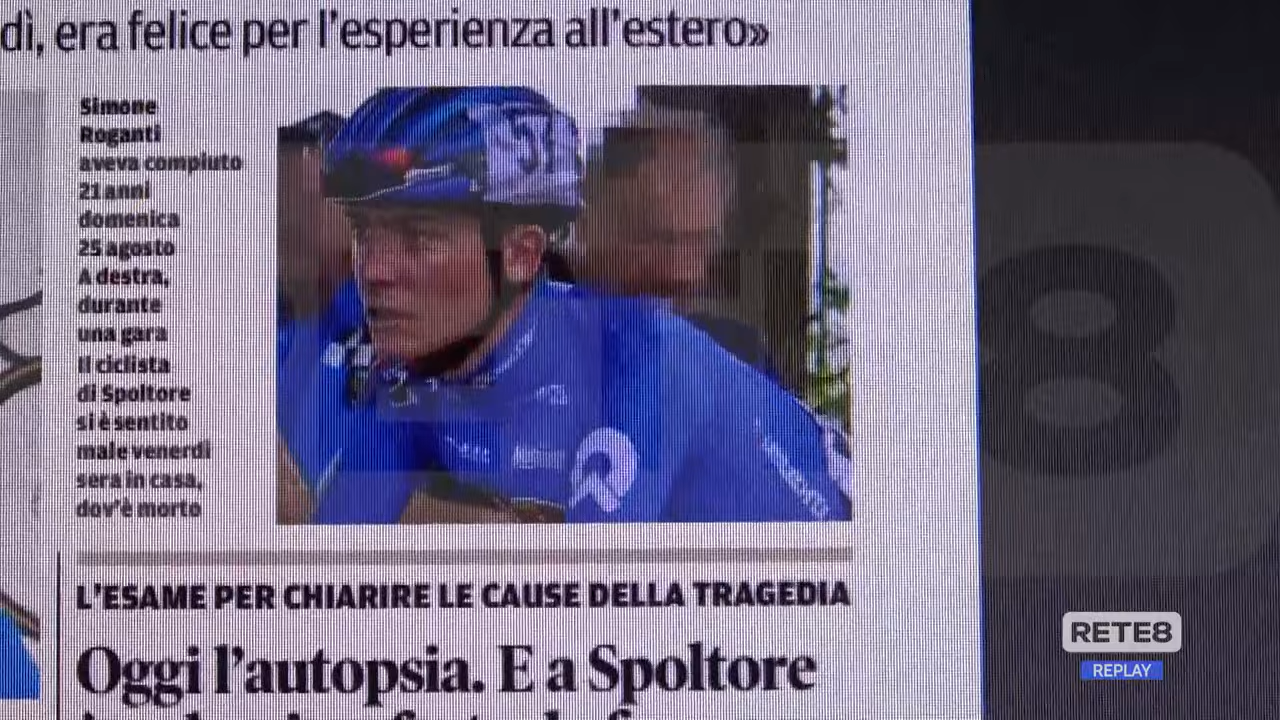 dì, era felice per l'esperienza all'estero»
Simone
Roganti
aveva compiuto
21 anni
domenica
25 agosto
A destra,
durante
una gara
Il ciclista
di Spoltore
si è sentito
male venerdì
sera in casa,
dov'è morto
L'ESAME PER CHIARIRE LE CAUSE DELLA TRAGEDIA
Oggi l'autopsia. E a Spoltore
8
RETE8
REPLAY